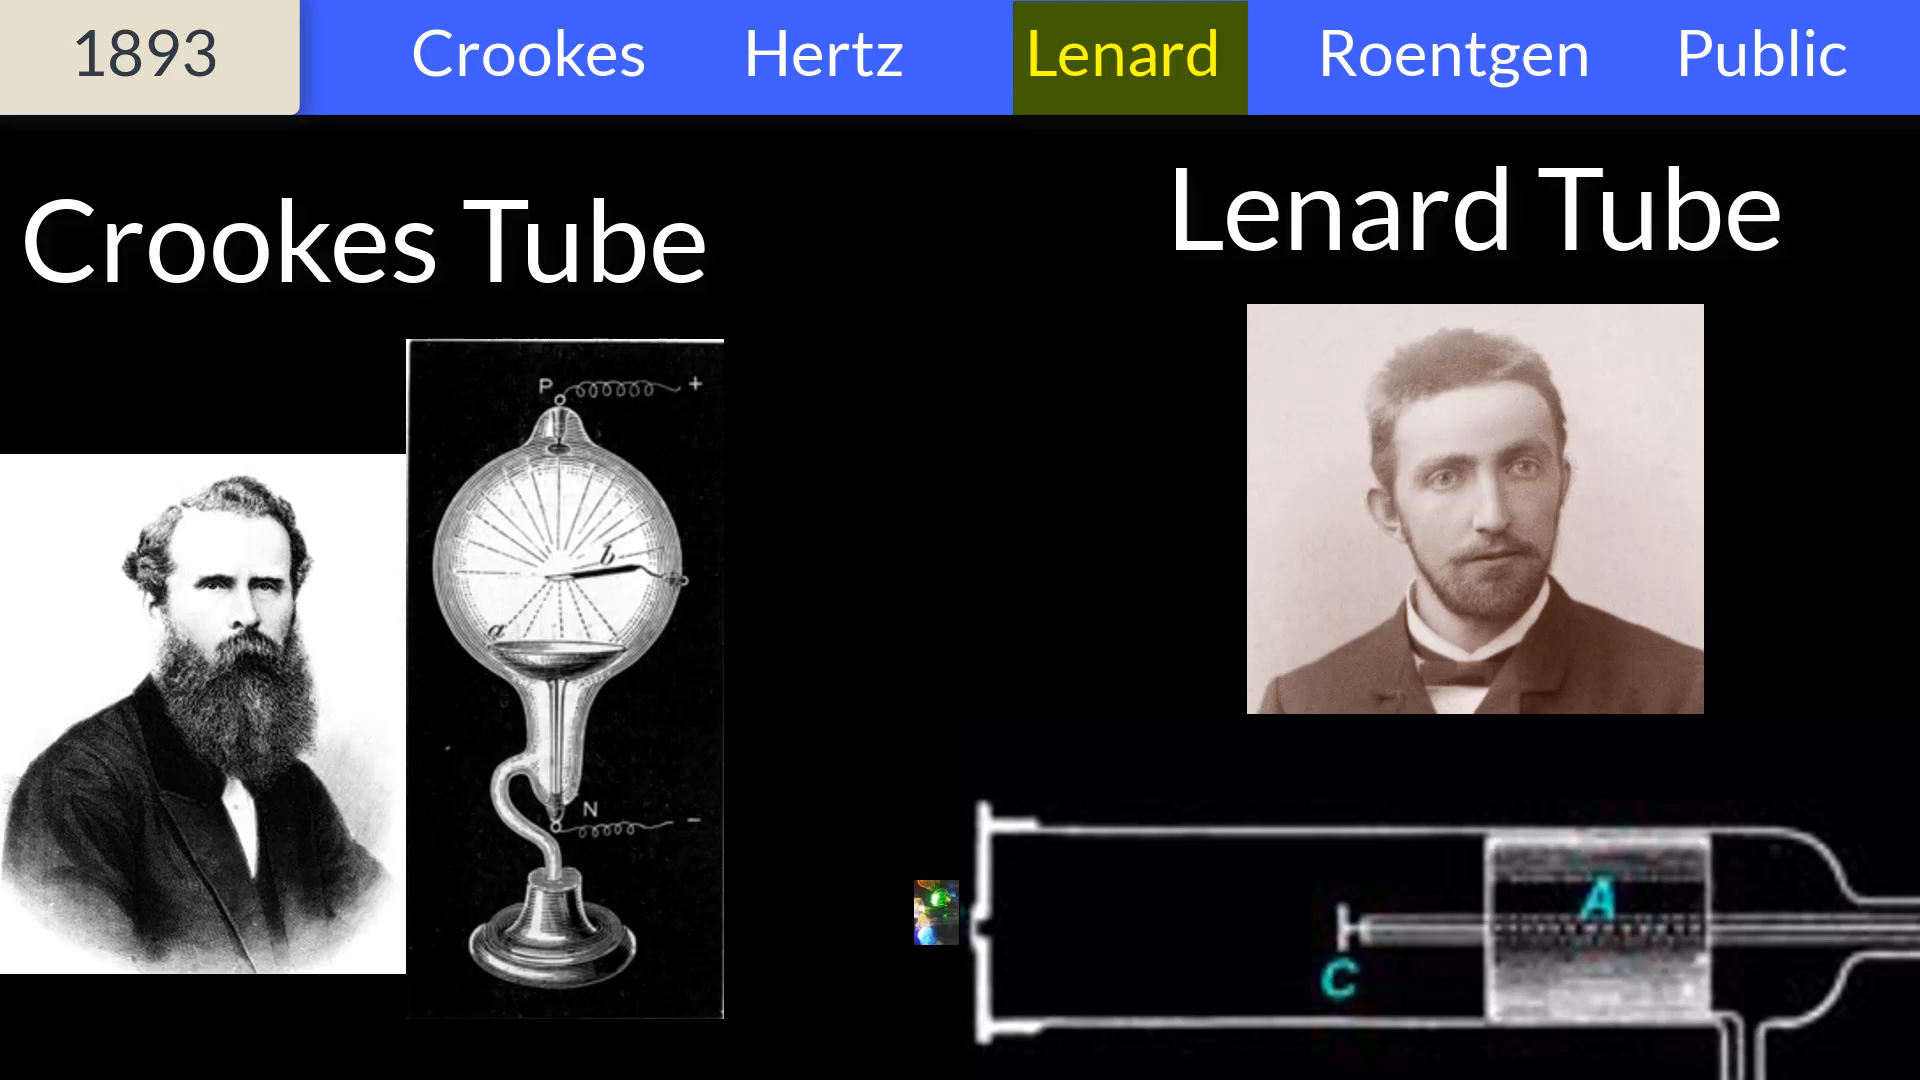 1893
Crookes
Hertz
Lenard
Roentgen
Public
Crookes Tube
Lenard Tube
P
+
b
a
N
-
A
C